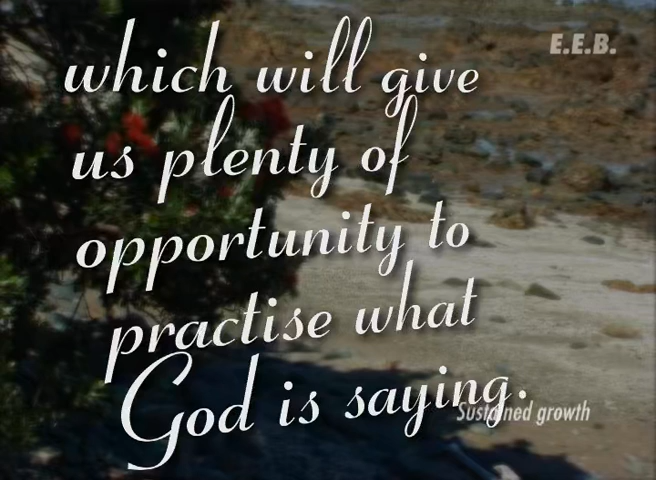 E.E.B.
which will give
us plenty of
opportunity to
practise what
God is saying.
Sustained growth